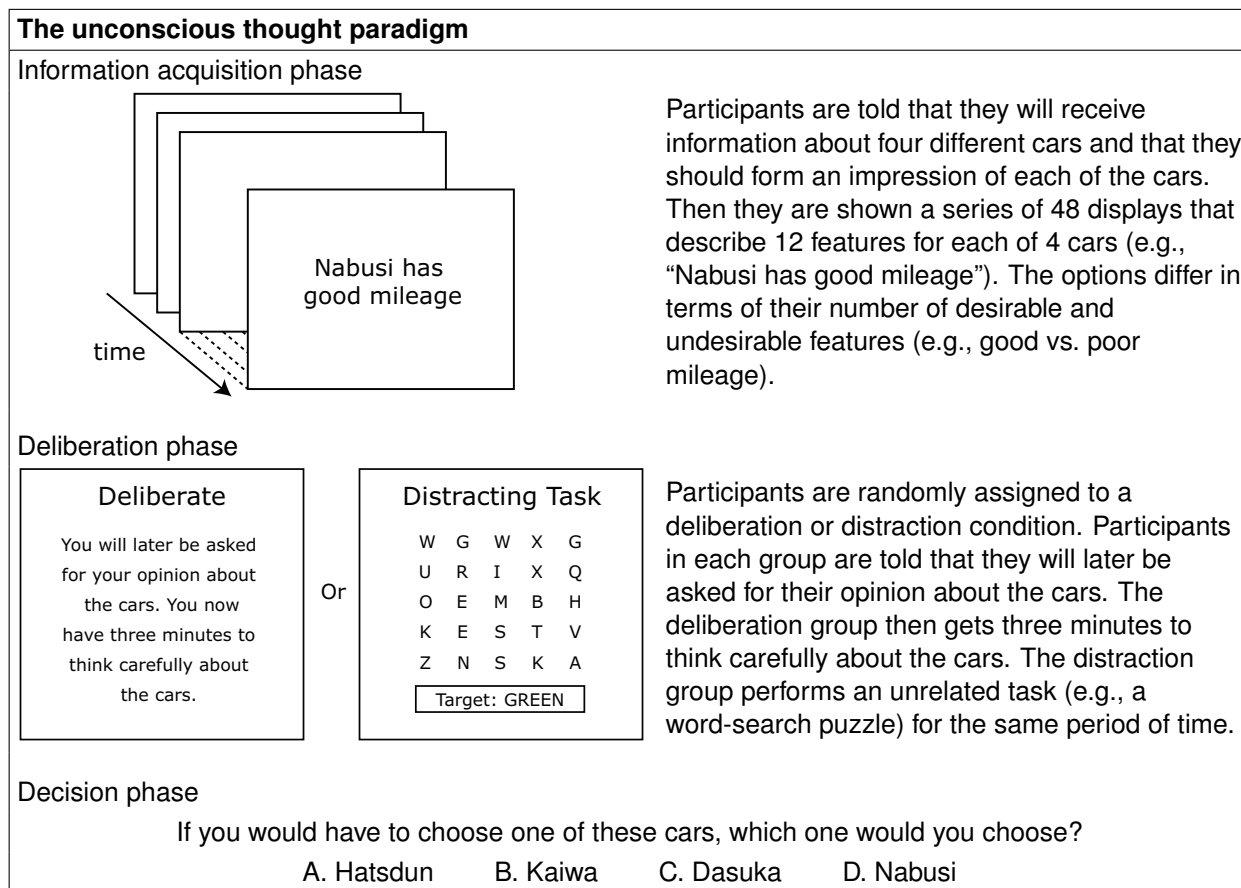 The unconscious thought paradigm
Information acquisition phase
Nabusi has
good mileage
time
Participants are told that they will receive
information about four different cars and that they
should form an impression of each of the cars.
Then they are shown a series of 48 displays that
describe 12 features for each of 4 cars (e.g.,
“Nabusi has good mileage”). The options differ in
terms of their number of desirable and
undesirable features (e.g., good vs. poor
mileage).
Deliberation phase
Deliberate
You will later be asked
for your opinion about
the cars. You now
have three minutes to
think carefully about
the cars.
Or
Distracting Task
W G W X G
U R I X Q
O E M B H
K E S T V
Z N S K A
Target: GREEN
Participants are randomly assigned to a
deliberation or distraction condition. Participants
in each group are told that they will later be
asked for their opinion about the cars. The
deliberation group then gets three minutes to
think carefully about the cars. The distraction
group performs an unrelated task (e.g., a
word-search puzzle) for the same period of time.
Decision phase
If you would have to choose one of these cars, which one would you choose?
A. Hatsdun B. Kaiwa C. Dasuka D. Nabusi